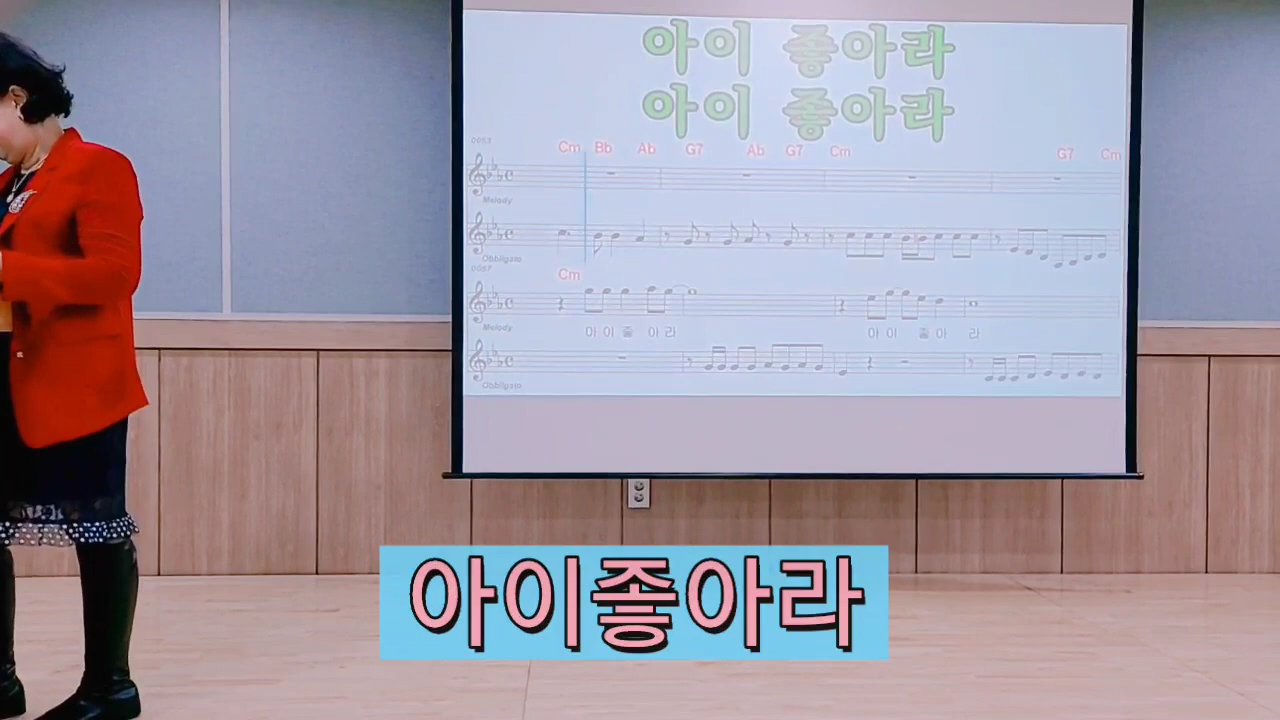 아이 좋아라
아이 좋아라
0053
Cm Bb Ab G7 Ab G7 Cm G7 Cm
Melody
Obbligato
0057
Cm
Melody
아 이 좋 아 라 아 이 좋 아 라
Obbligato
아이좋아라